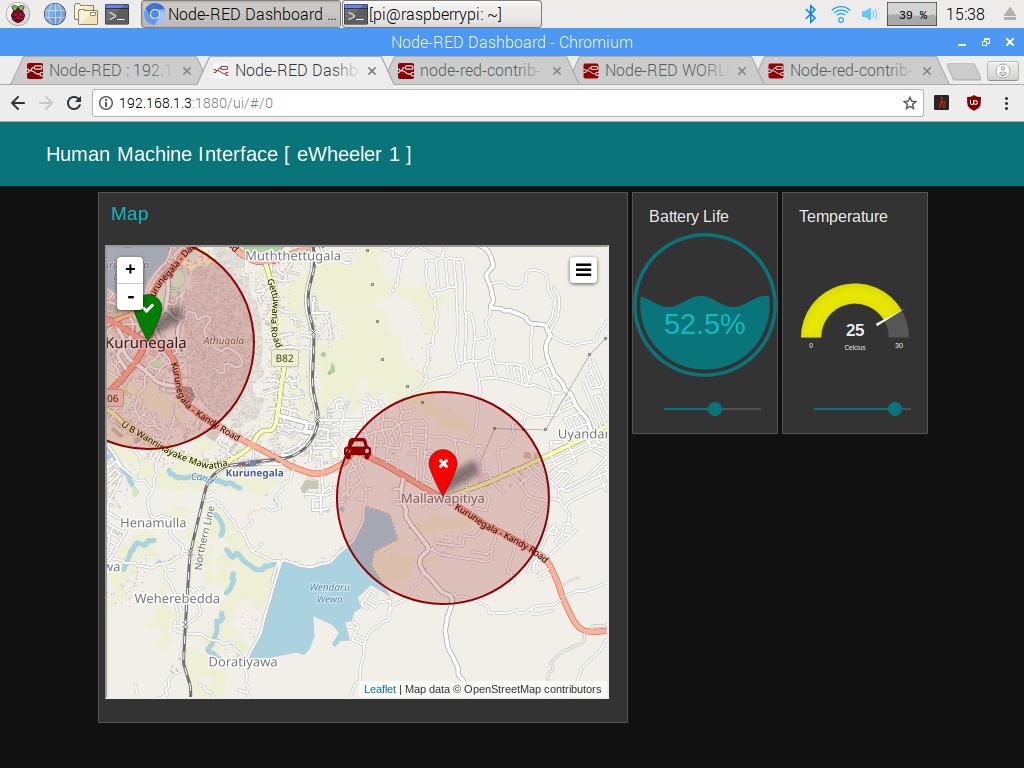 Node-RED Dashboard ...
[pi@raspberrypi: ~]
39 %
15:38
Node-RED Dashboard - Chromium
Node-RED : 192.1
Node-RED Dashb
node-red-contrib-
Node-RED WORL
Node-red-contrib-
192.168.1.3:1880/ui/#/0
Human Machine Interface [ eWheeler 1 ]
Map
Battery Life
Temperature
+
-
Muththettugala
Gettuwana Road
Kurunegala
Athugala
B82
06
Kurunegala - Kandy Road
U B Wannijayake Mawatha
Kurunegala
Uyandan
Mallawapitiya
Kurunegala - Kandy Road
Henamulla
Northern Line
wa
Wendaru
Wewa
Weherebedda
Doratiyawa
Leaflet | Map data © OpenStreetMap contributors
52.5%
25
0
Celcius
30